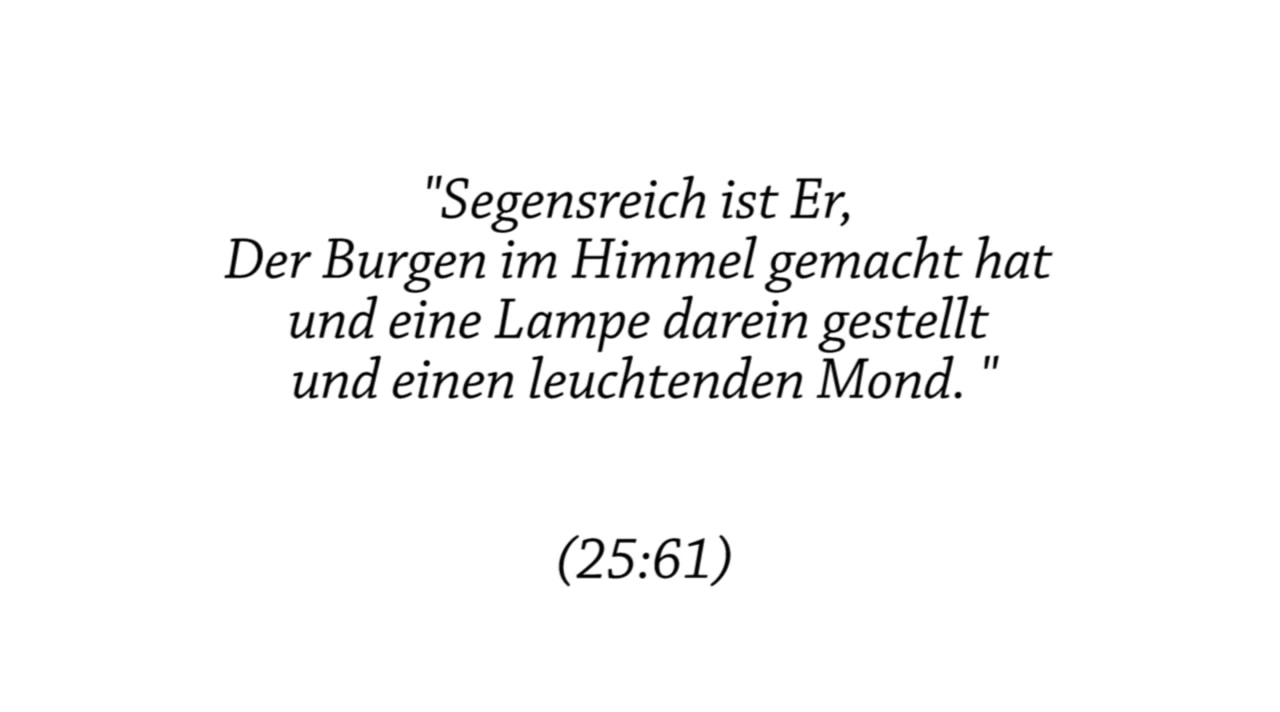 "Segensreich ist Er,
Der Burgen im Himmel gemacht hat
und eine Lampe darein gestellt
und einen leuchtenden Mond. "
(25:61)